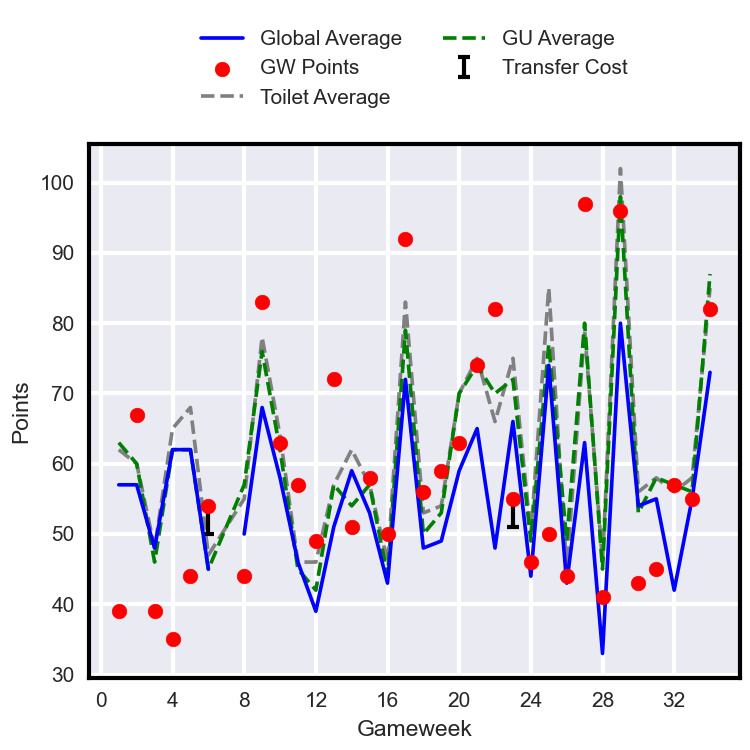 Global Average GU Average
GW Points Transfer Cost
Toilet Average
100
90
80
70
60
50
40
30
Points
0 4 8 12 16 20 24 28 32
Gameweek